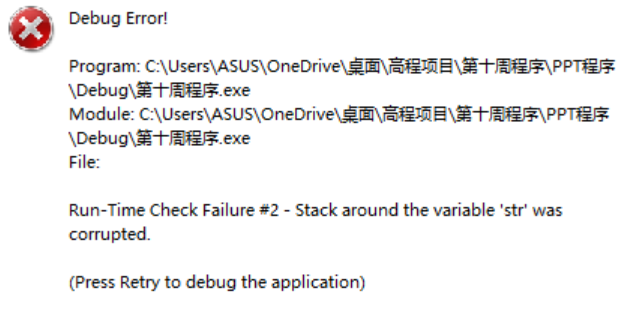 Debug Error!
Program: C:\Users\ASUS\OneDrive\桌面\高程项目\第十周程序\PPT程序
\Debug\第十周程序.exe
Module: C:\Users\ASUS\OneDrive\桌面\高程项目\第十周程序\PPT程序
\Debug\第十周程序.exe
File:
Run-Time Check Failure #2 - Stack around the variable 'str' was
corrupted.
(Press Retry to debug the application)